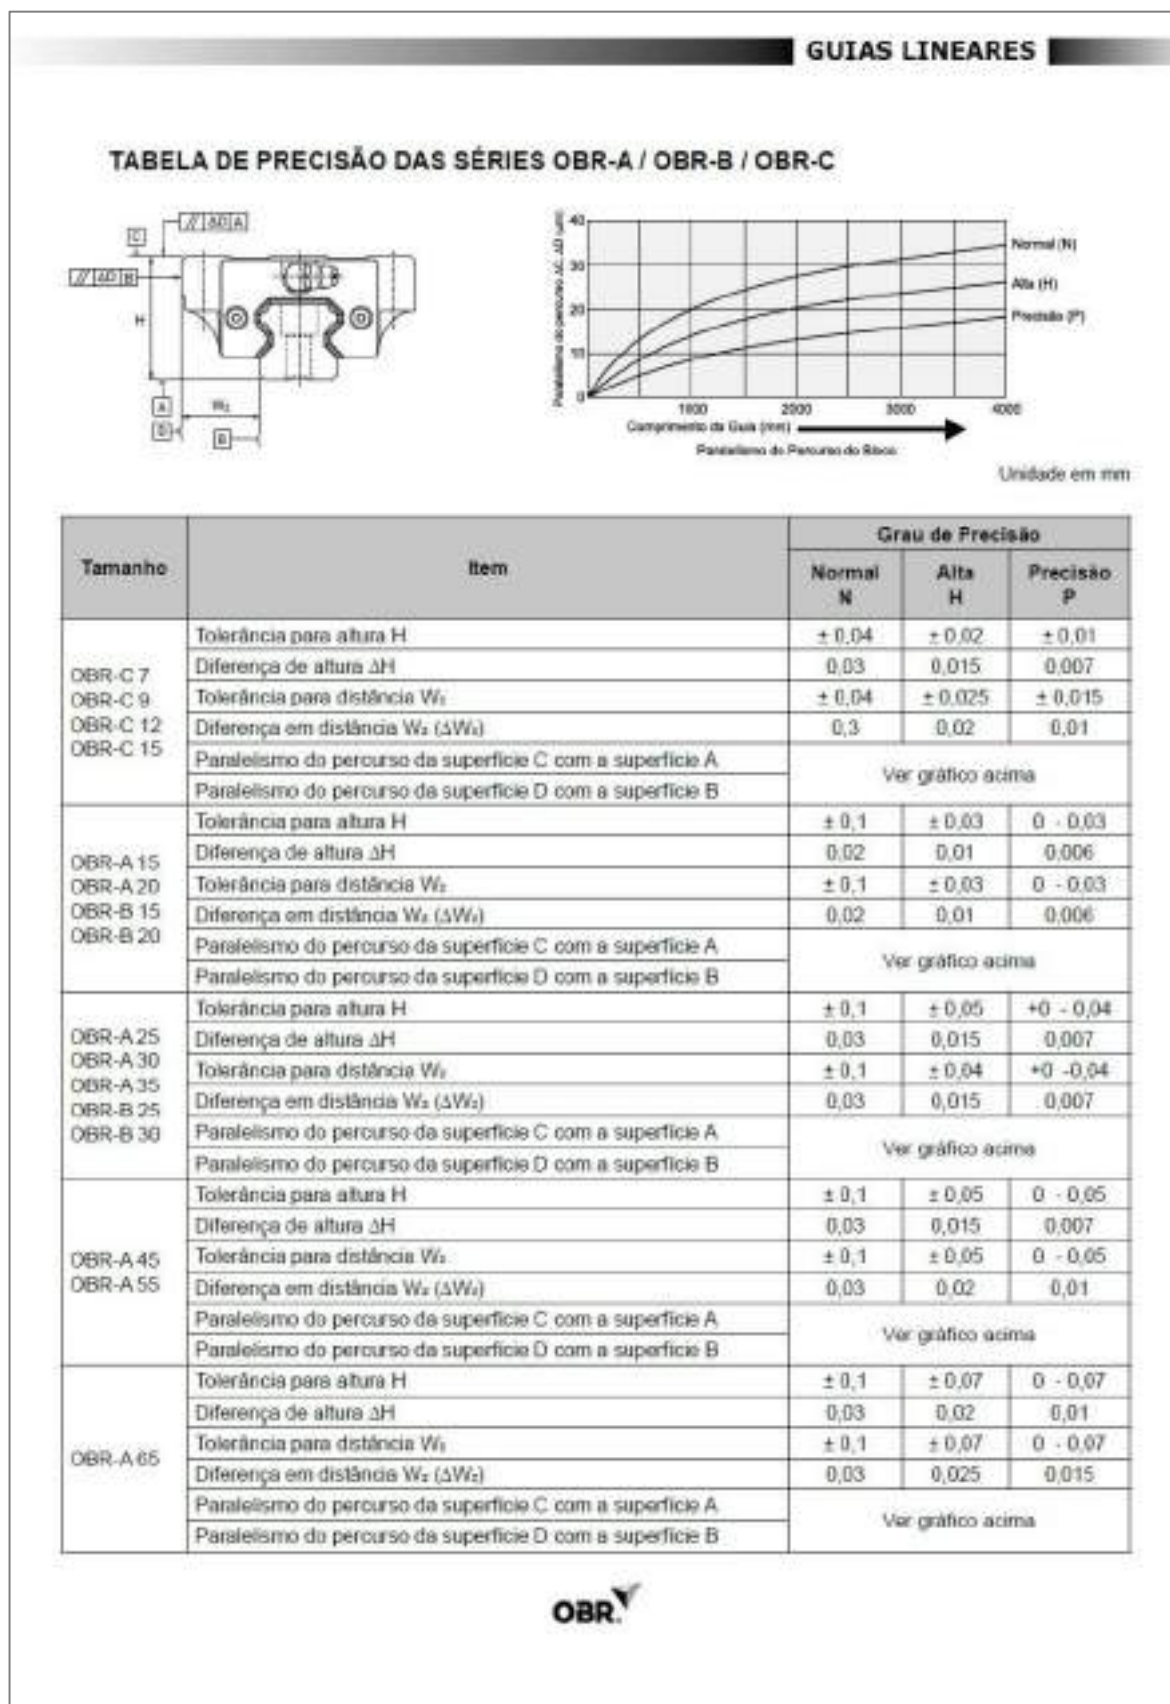 GUIAS LINEARES
TABELA DE PRECISÃO DAS SÉRIES OBR-A / OBR-B / OBR-C
// ΔD A
C
// ΔD B
H
A
D
W₂
B
Paralelismo do percurso ΔC, ΔD (µm)
40
30
20
10
0
Normal (N)
Alta (H)
Precisão (P)
1000 2000 3000 4000
Comprimento da Guia (mm)
Paralelismo do Percurso do Bloco
Unidade em mm
Tamanho Item Grau de Precisão
Normal N Alta H Precisão P
OBR-C 7
OBR-C 9
OBR-C 12
OBR-C 15
Tolerância para altura H ± 0,04 ± 0,02 ± 0,01
Diferença de altura ΔH 0,03 0,015 0,007
Tolerância para distância W₂ ± 0,04 ± 0,025 ± 0,015
Diferença em distância W₂ (ΔW₂) 0,3 0,02 0,01
Paralelismo do percurso da superfície C com a superfície A
Paralelismo do percurso da superfície D com a superfície B
Ver gráfico acima
OBR-A 15
OBR-A 20
OBR-B 15
OBR-B 20
Tolerância para altura H ± 0,1 ± 0,03 0 - 0,03
Diferença de altura ΔH 0,02 0,01 0,006
Tolerância para distância W₂ ± 0,1 ± 0,03 0 - 0,03
Diferença em distância W₂ (ΔW₂) 0,02 0,01 0,006
Paralelismo do percurso da superfície C com a superfície A
Paralelismo do percurso da superfície D com a superfície B
Ver gráfico acima
OBR-A 25
OBR-A 30
OBR-A 35
OBR-B 25
OBR-B 30
Tolerância para altura H ± 0,1 ± 0,05 +0 - 0,04
Diferença de altura ΔH 0,03 0,015 0,007
Tolerância para distância W₂ ± 0,1 ± 0,04 +0 -0,04
Diferença em distância W₂ (ΔW₂) 0,03 0,015 0,007
Paralelismo do percurso da superfície C com a superfície A
Paralelismo do percurso da superfície D com a superfície B
Ver gráfico acima
OBR-A 45
OBR-A 55
Tolerância para altura H ± 0,1 ± 0,05 0 - 0,05
Diferença de altura ΔH 0,03 0,015 0,007
Tolerância para distância W₂ ± 0,1 ± 0,05 0 - 0,05
Diferença em distância W₂ (ΔW₂) 0,03 0,02 0,01
Paralelismo do percurso da superfície C com a superfície A
Paralelismo do percurso da superfície D com a superfície B
Ver gráfico acima
OBR-A 65
Tolerância para altura H ± 0,1 ± 0,07 0 - 0,07
Diferença de altura ΔH 0,03 0,02 0,01
Tolerância para distância W₂ ± 0,1 ± 0,07 0 - 0,07
Diferença em distância W₂ (ΔW₂) 0,03 0,025 0,015
Paralelismo do percurso da superfície C com a superfície A
Paralelismo do percurso da superfície D com a superfície B
Ver gráfico acima
OBR.